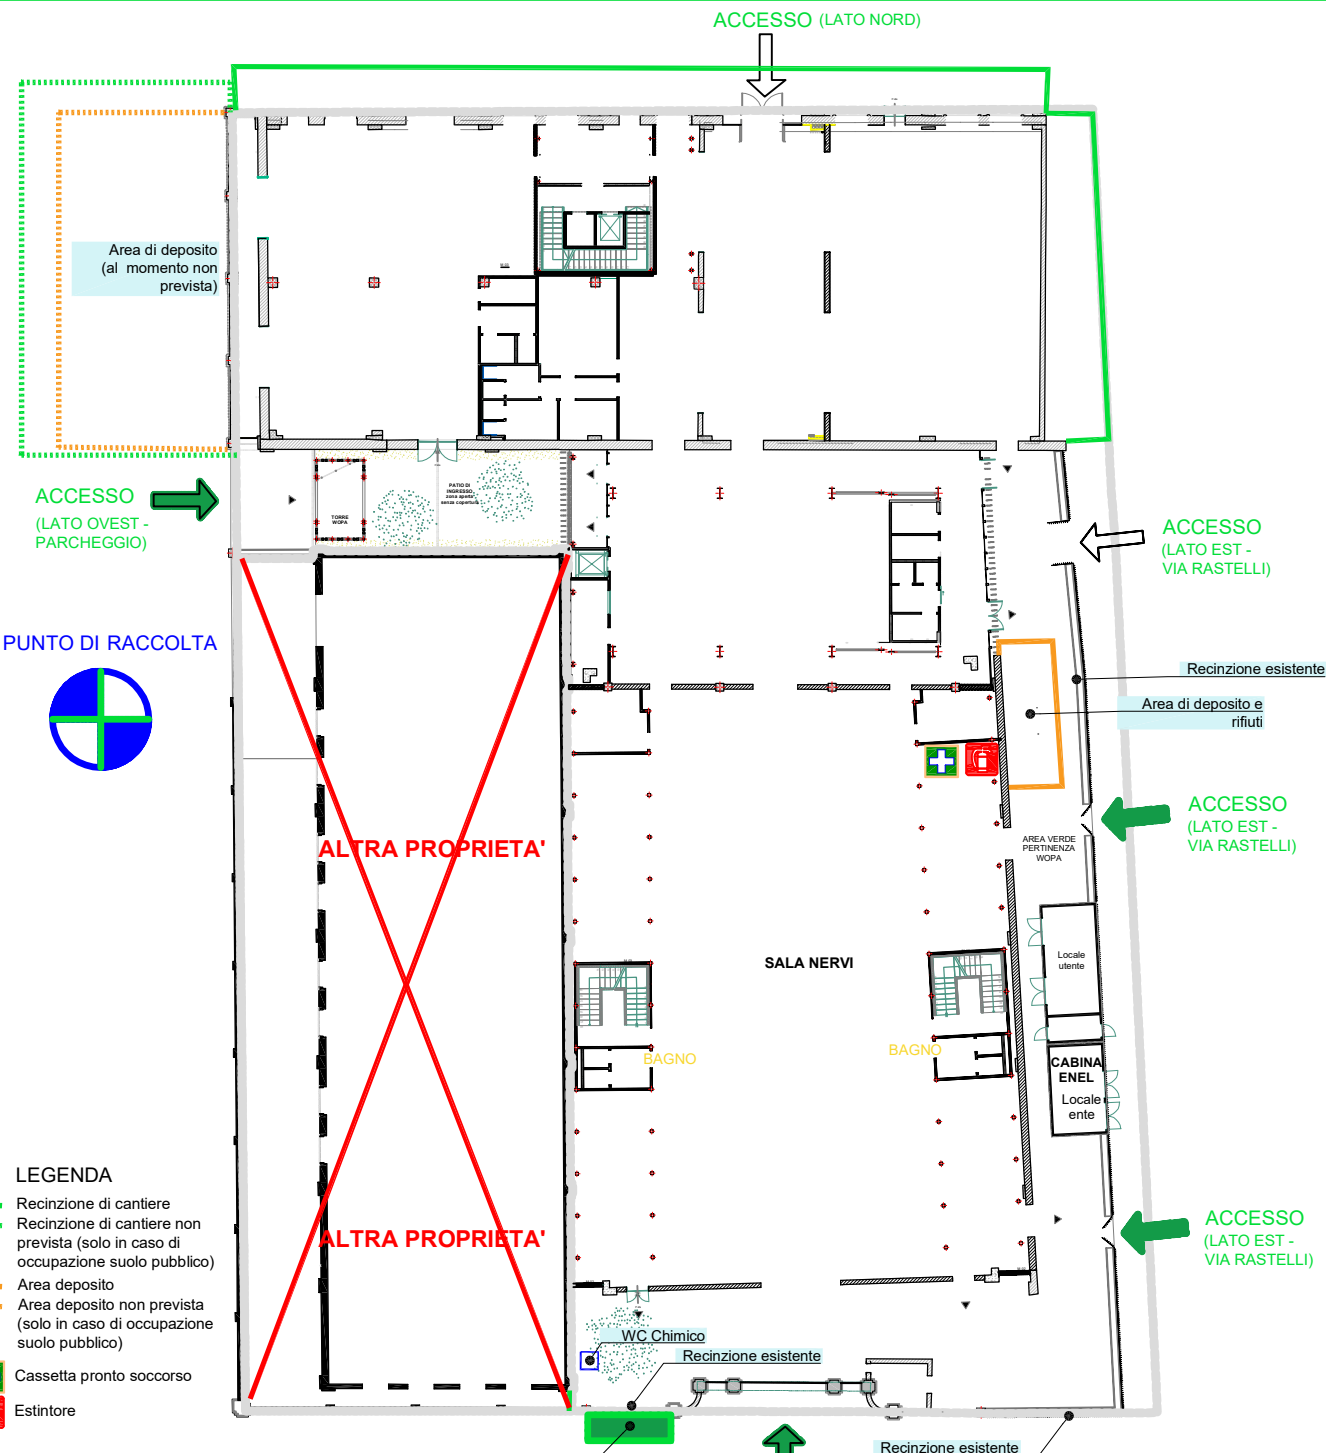 ACCESSO (LATO NORD)
Area di deposito
(al momento non
prevista)
ACCESSO
(LATO OVEST -
PARCHEGGIO)
TORRE
WOPA
PATIO DI
INGRESSO
zona aperta
senza copertura
ACCESSO
(LATO EST -
VIA RASTELLI)
PUNTO DI RACCOLTA
Recinzione esistente
Area di deposito e
rifiuti
ACCESSO
(LATO EST -
VIA RASTELLI)
AREA VERDE
PERTINENZA
WOPA
ALTRA PROPRIETA'
SALA NERVI
Locale
utente
BAGNO
BAGNO
CABINA
ENEL
Locale
ente
LEGENDA
Recinzione di cantiere
Recinzione di cantiere non
prevista (solo in caso di
occupazione suolo pubblico)
Area deposito
Area deposito non prevista
(solo in caso di occupazione
suolo pubblico)
Cassetta pronto soccorso
Estintore
ALTRA PROPRIETA'
ACCESSO
(LATO EST -
VIA RASTELLI)
WC Chimico
Recinzione esistente
Recinzione esistente